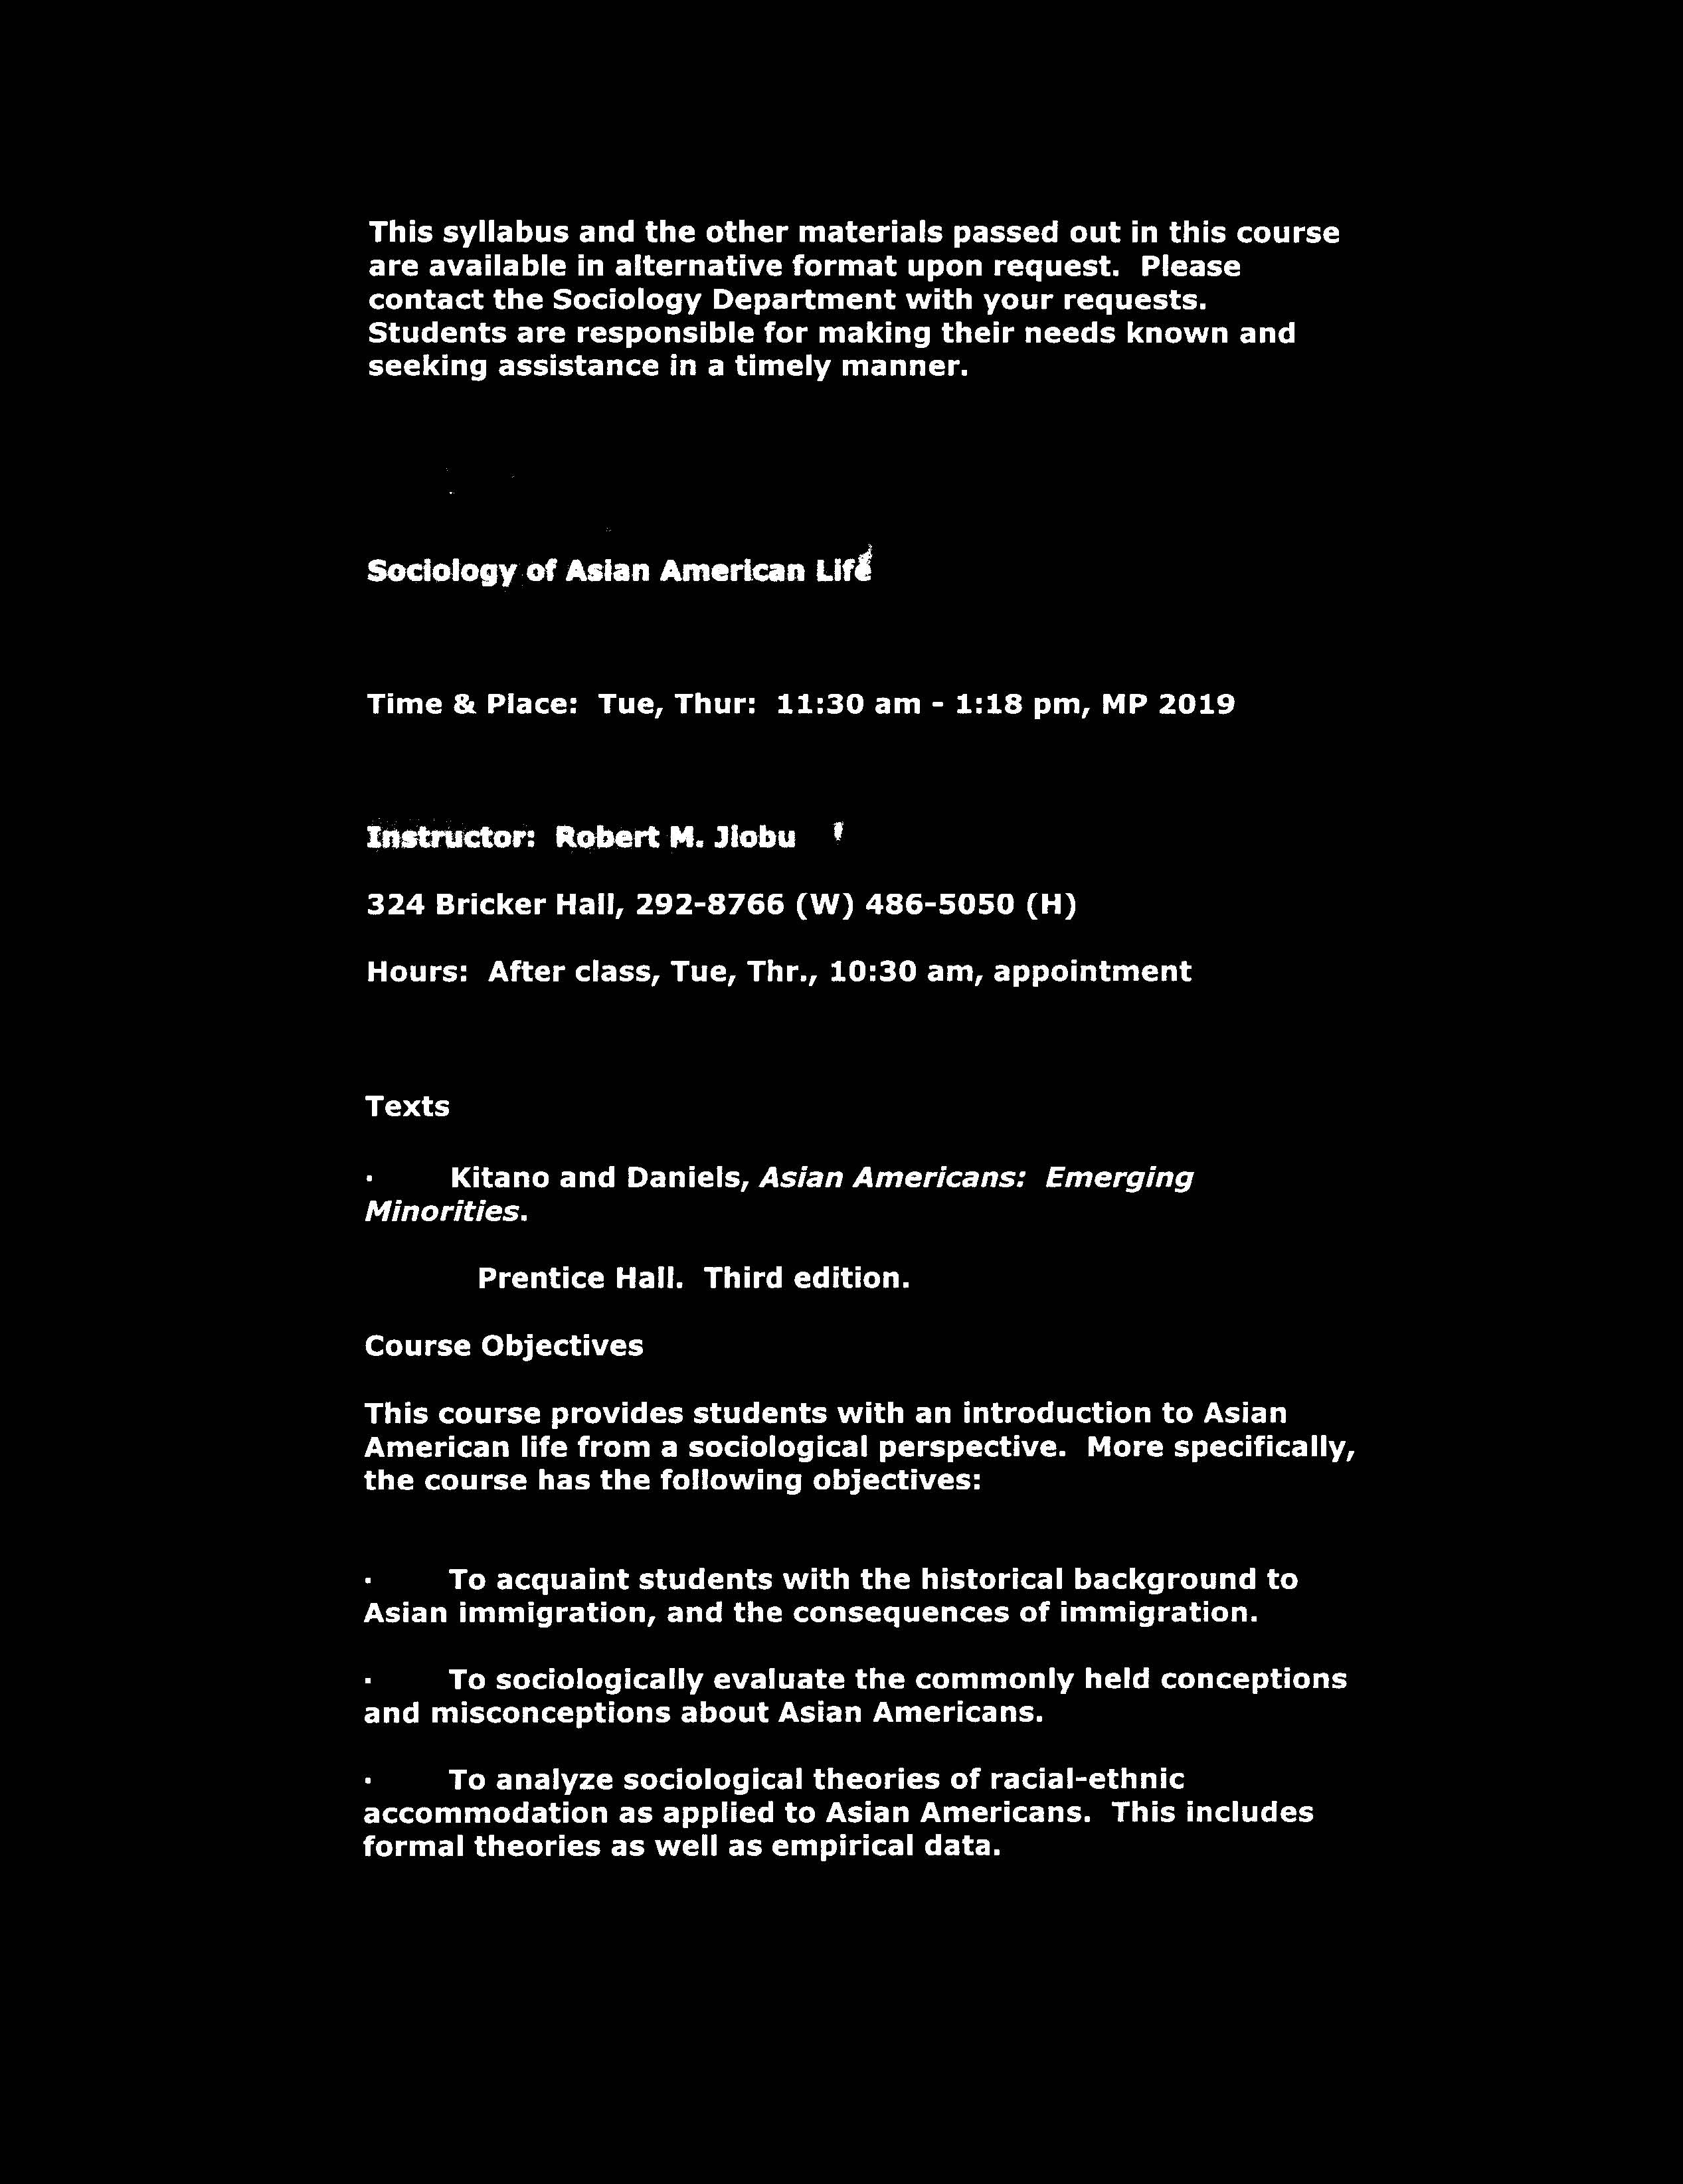 This syllabus and the other materials passed out in this course
are available in alternative format upon request.  Please
contact the Sociology Department with your requests.
Students are responsible for making their needs known and
seeking assistance in a timely manner.
Sociology of Asian American Life
Time & Place:  Tue, Thur:  11:30 am - 1:18 pm, MP 2019
Instructor:  Robert M. Jiobu
324 Bricker Hall, 292-8766 (W) 486-5050 (H)
Hours:  After class, Tue, Thr., 10:30 am, appointment
Texts
· Kitano and Daniels, Asian Americans:  Emerging
Minorities.
Prentice Hall.  Third edition.
Course Objectives
This course provides students with an introduction to Asian
American life from a sociological perspective.  More specifically,
the course has the following objectives:
· To acquaint students with the historical background to
Asian immigration, and the consequences of immigration.
· To sociologically evaluate the commonly held conceptions
and misconceptions about Asian Americans.
· To analyze sociological theories of racial-ethnic
accommodation as applied to Asian Americans.  This includes
formal theories as well as empirical data.